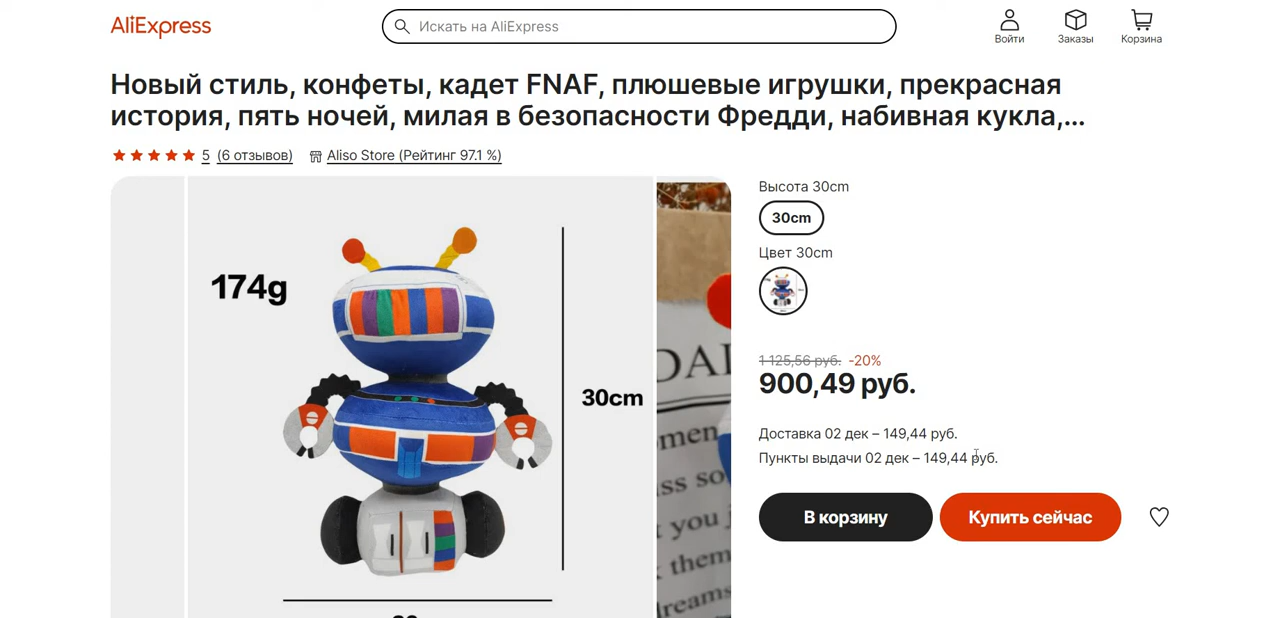 AliExpress
Искать на AliExpress
Войти
Заказы
Корзина
Новый стиль, конфеты, кадет FNAF, плюшевые игрушки, прекрасная
история, пять ночей, милая в безопасности Фредди, набивная кукла,...
5 (6 отзывов) Aliso Store (Рейтинг 97.1 %)
174g
30cm
Высота 30cm
30cm
Цвет 30cm
1 125,56 руб. -20%
900,49 руб.
Доставка 02 дек – 149,44 руб.
Пункты выдачи 02 дек – 149,44 руб.
В корзину
Купить сейчас
you
them